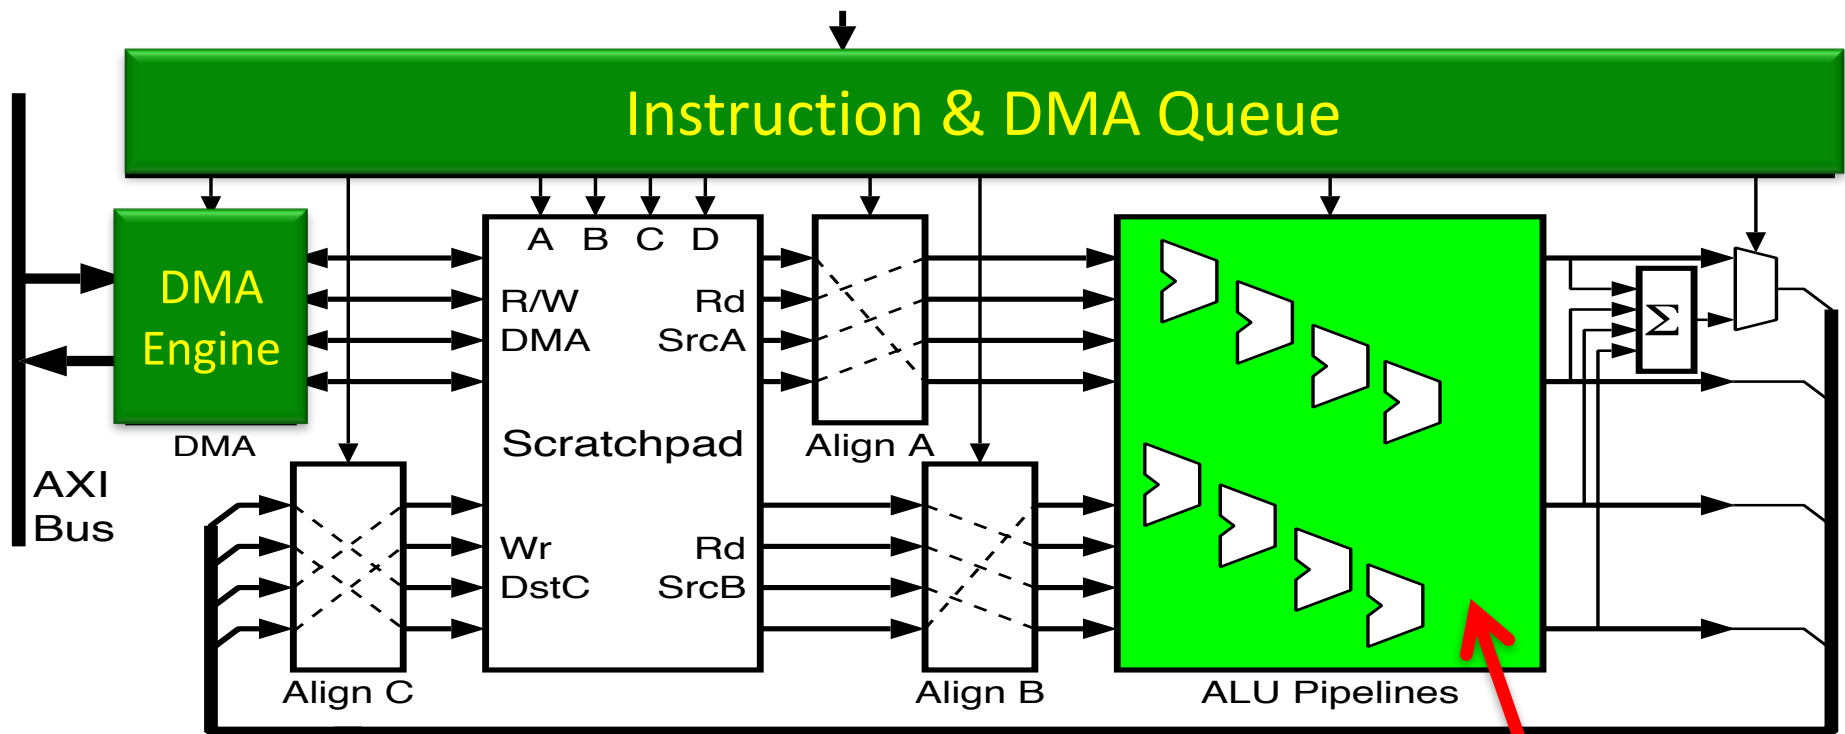 Instruction & DMA Queue
A B C D
DMA
Engine
R/W
DMA
Rd
SrcA
Σ
DMA
Scratchpad
Align A
AXI
Bus
Wr
DstC
Rd
SrcB
Align C
Align B
ALU Pipelines